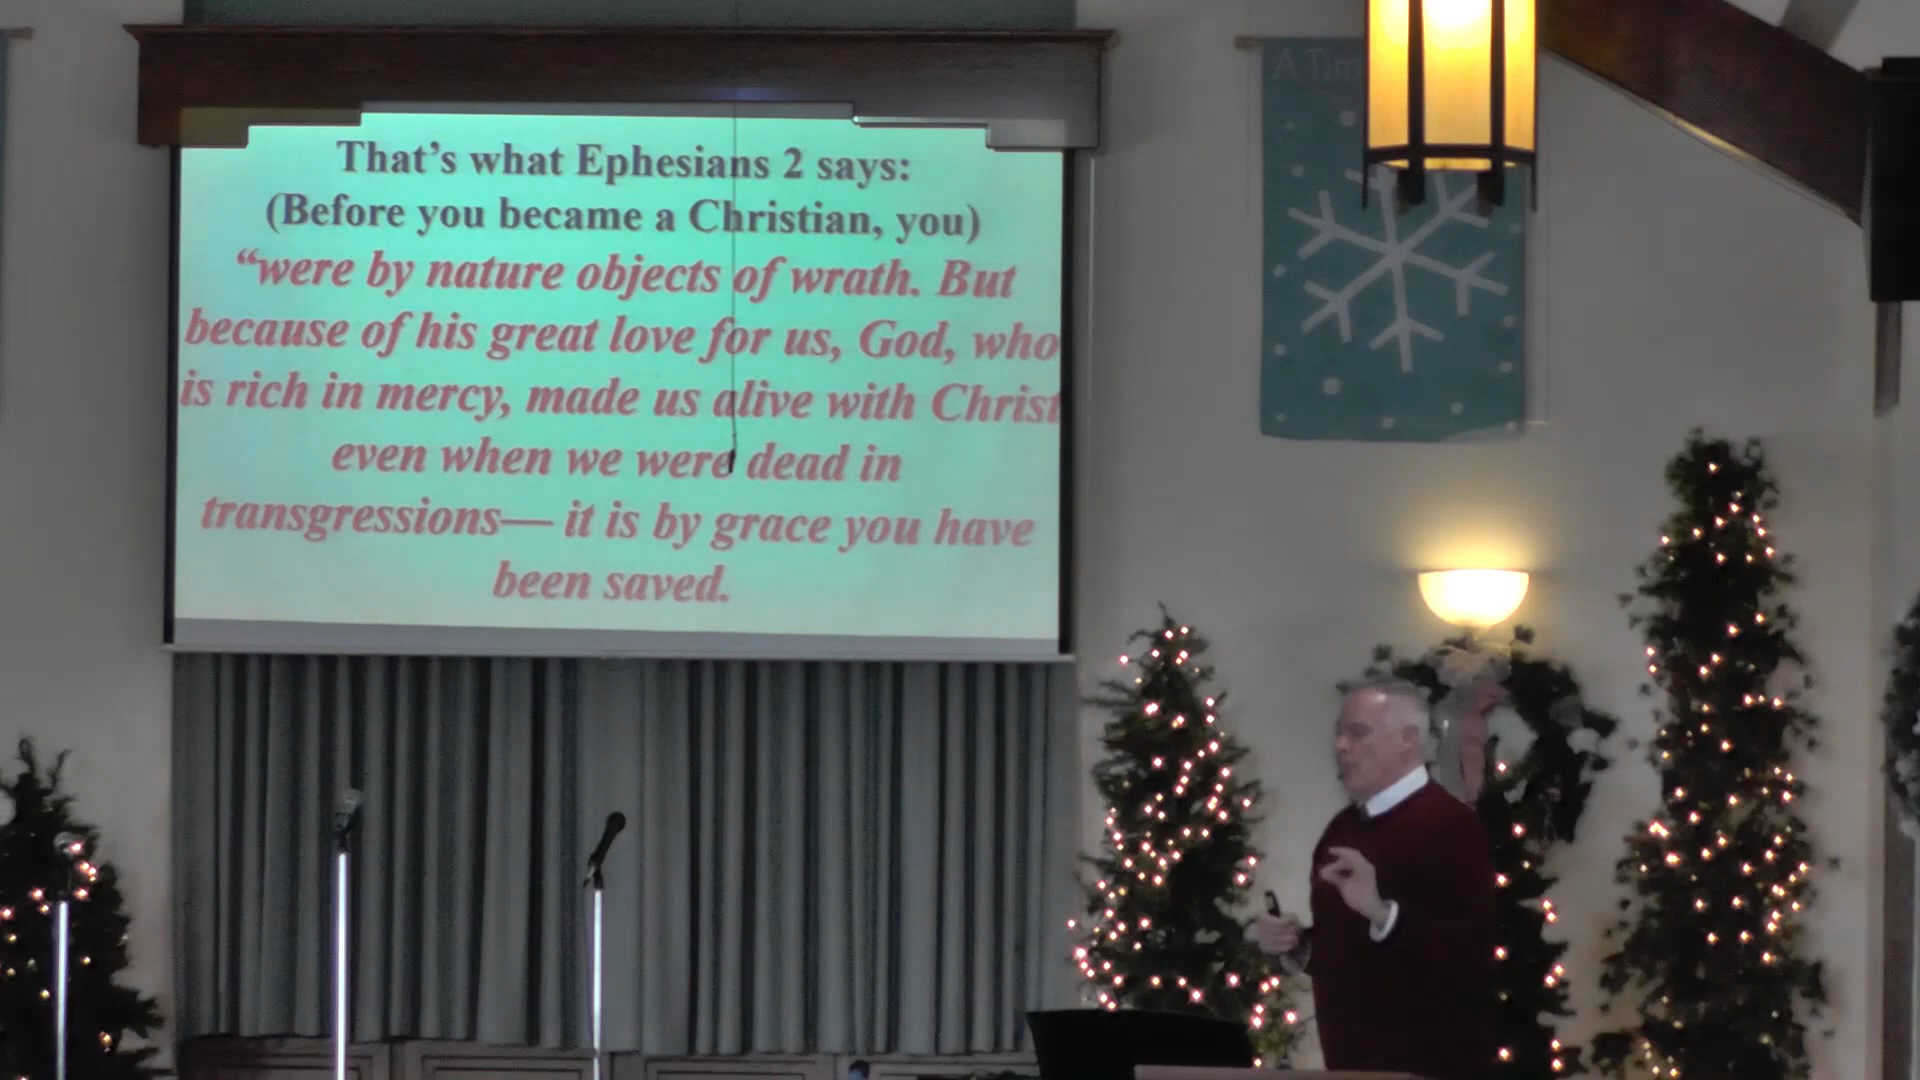 That's what Ephesians 2 says:
(Before you became a Christian, you)
“were by nature objects of wrath. But
because of his great love for us, God, who
is rich in mercy, made us alive with Christ
even when we were dead in
transgressions— it is by grace you have
been saved.
A Tim